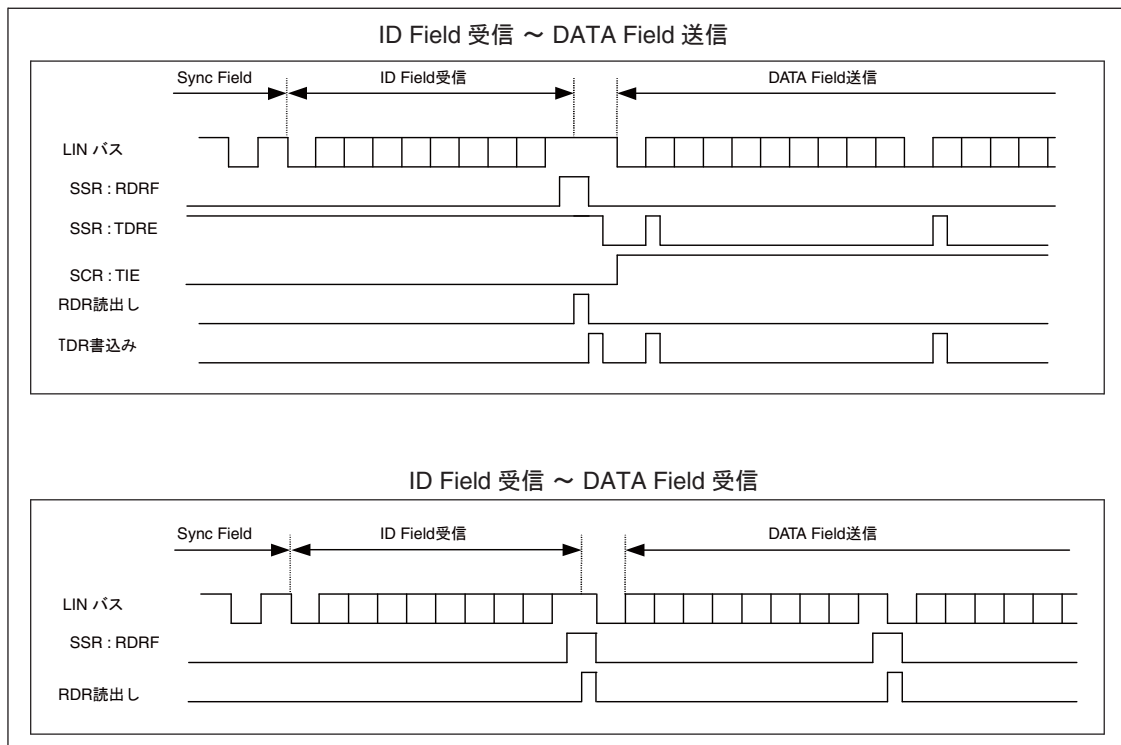 ID Field 受信 ～ DATA Field 送信
Sync Field ID Field受信 DATA Field送信
LIN バス
SSR : RDRF
SSR : TDRE
SCR : TIE
RDR読出し
TDR書込み
ID Field 受信 ～ DATA Field 受信
Sync Field ID Field受信 DATA Field送信
LIN バス
SSR : RDRF
RDR読出し